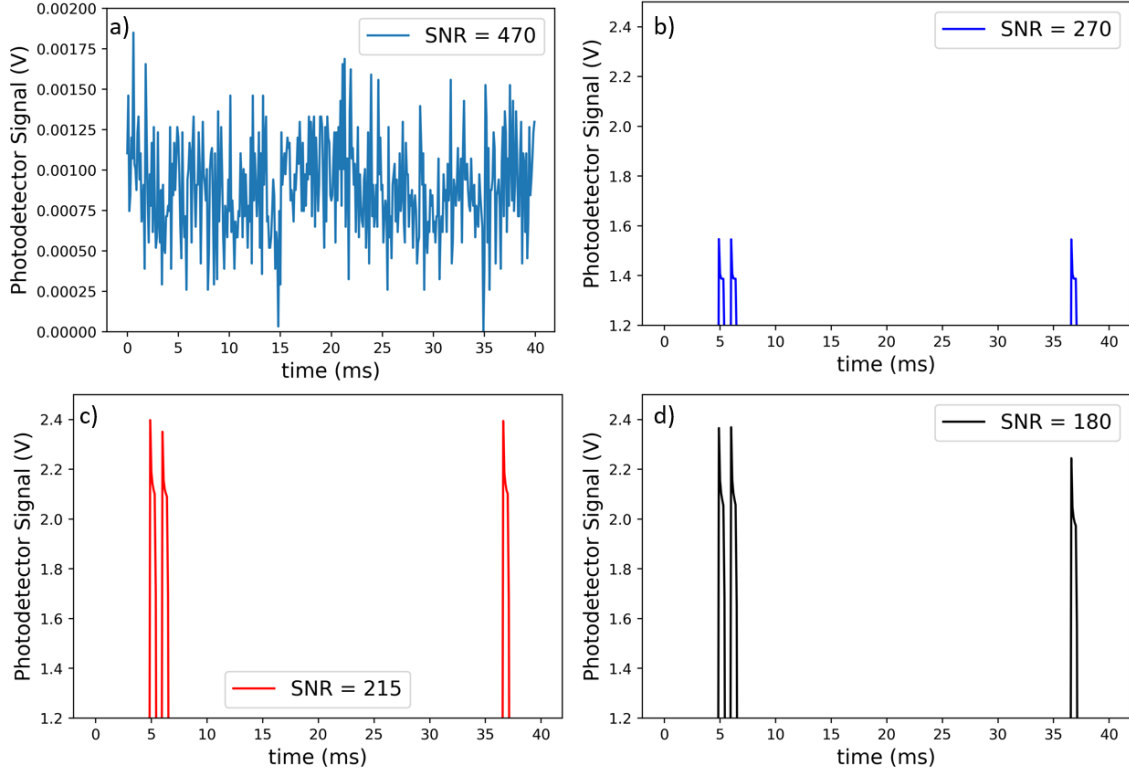 a)
SNR = 470
Photodetector Signal (V)
0.00200
0.00175
0.00150
0.00125
0.00100
0.00075
0.00050
0.00025
0.00000
0 5 10 15 20 25 30 35 40
time (ms)
b)
SNR = 270
Photodetector Signal (V)
2.4
2.2
2.0
1.8
1.6
1.4
1.2
0 5 10 15 20 25 30 35 40
time (ms)
c)
SNR = 215
Photodetector Signal (V)
2.4
2.2
2.0
1.8
1.6
1.4
1.2
0 5 10 15 20 25 30 35 40
time (ms)
d)
SNR = 180
Photodetector Signal (V)
2.4
2.2
2.0
1.8
1.6
1.4
1.2
0 5 10 15 20 25 30 35 40
time (ms)